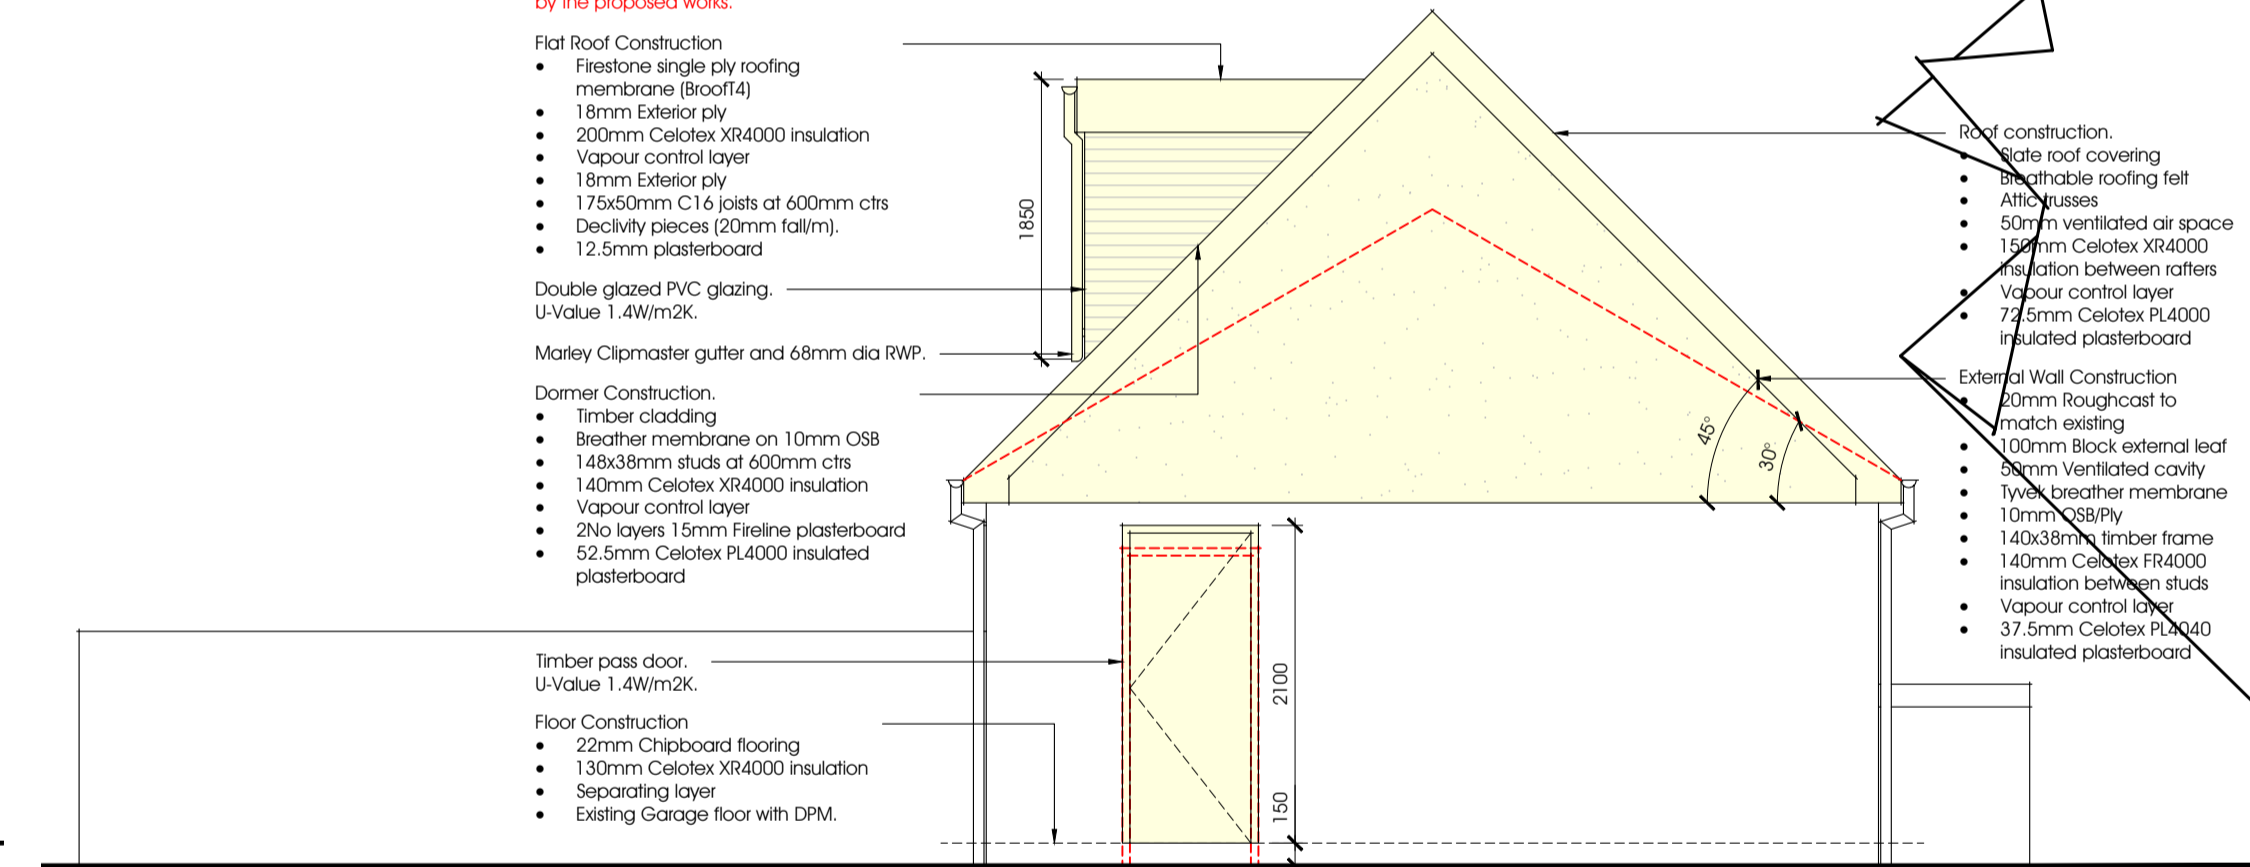 by the proposed works.
Flat Roof Construction
• Firestone single ply roofing
membrane (BroofT4)
• 18mm Exterior ply
• 200mm Celotex XR4000 insulation
• Vapour control layer
• 18mm Exterior ply
• 175x50mm C16 joists at 600mm ctrs
• Declivity pieces (20mm fall/m).
• 12.5mm plasterboard
Double glazed PVC glazing.
U-Value 1.4W/m2K.
Marley Clipmaster gutter and 68mm dia RWP.
Dormer Construction.
• Timber cladding
• Breather membrane on 10mm OSB
• 148x38mm studs at 600mm ctrs
• 140mm Celotex XR4000 insulation
• Vapour control layer
• 2No layers 15mm Fireline plasterboard
• 52.5mm Celotex PL4000 insulated
plasterboard
Timber pass door.
U-Value 1.4W/m2K.
Floor Construction
• 22mm Chipboard flooring
• 130mm Celotex XR4000 insulation
• Separating layer
• Existing Garage floor with DPM.
1850
2100
150
45°
30°
Roof construction.
• Slate roof covering
• Breathable roofing felt
• Attic trusses
• 50mm ventilated air space
• 150mm Celotex XR4000
insulation between rafters
• Vapour control layer
• 72.5mm Celotex PL4000
insulated plasterboard
External Wall Construction
• 20mm Roughcast to
match existing
• 100mm Block external leaf
• 50mm Ventilated cavity
• Tyvek breather membrane
• 10mm OSB/Ply
• 140x38mm timber frame
• 140mm Celotex FR4000
insulation between studs
• Vapour control layer
• 37.5mm Celotex PL4040
insulated plasterboard